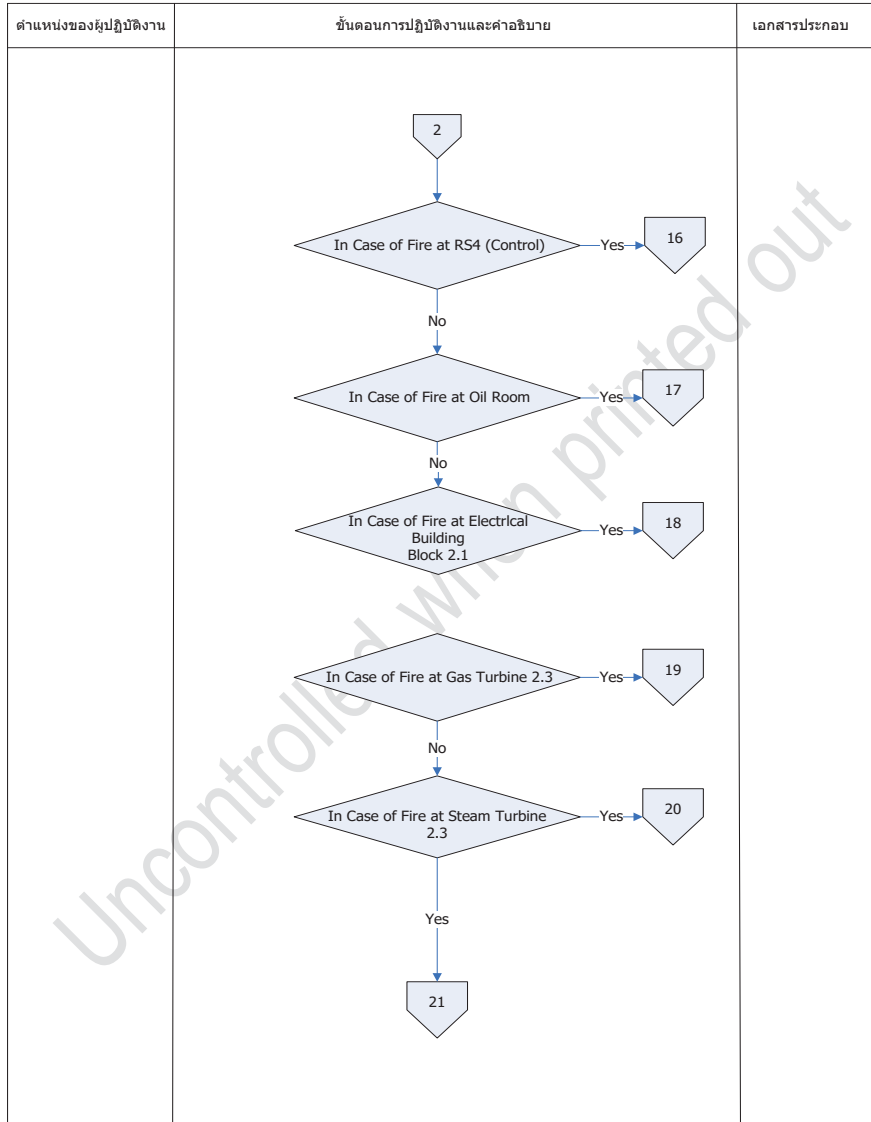 ตำแหน่งของผู้ปฏิบัติงาน
ขั้นตอนการปฏิบัติงานและคำอธิบาย
เอกสารประกอบ
2
In Case of Fire at RS4 (Control)
Yes
16
No
In Case of Fire at Oil Room
Yes
17
No
In Case of Fire at Electrlcal
Building
Block 2.1
Yes
18
In Case of Fire at Gas Turbine 2.3
Yes
19
No
In Case of Fire at Steam Turbine
2.3
Yes
20
Yes
21
Uncontrolled when printed out